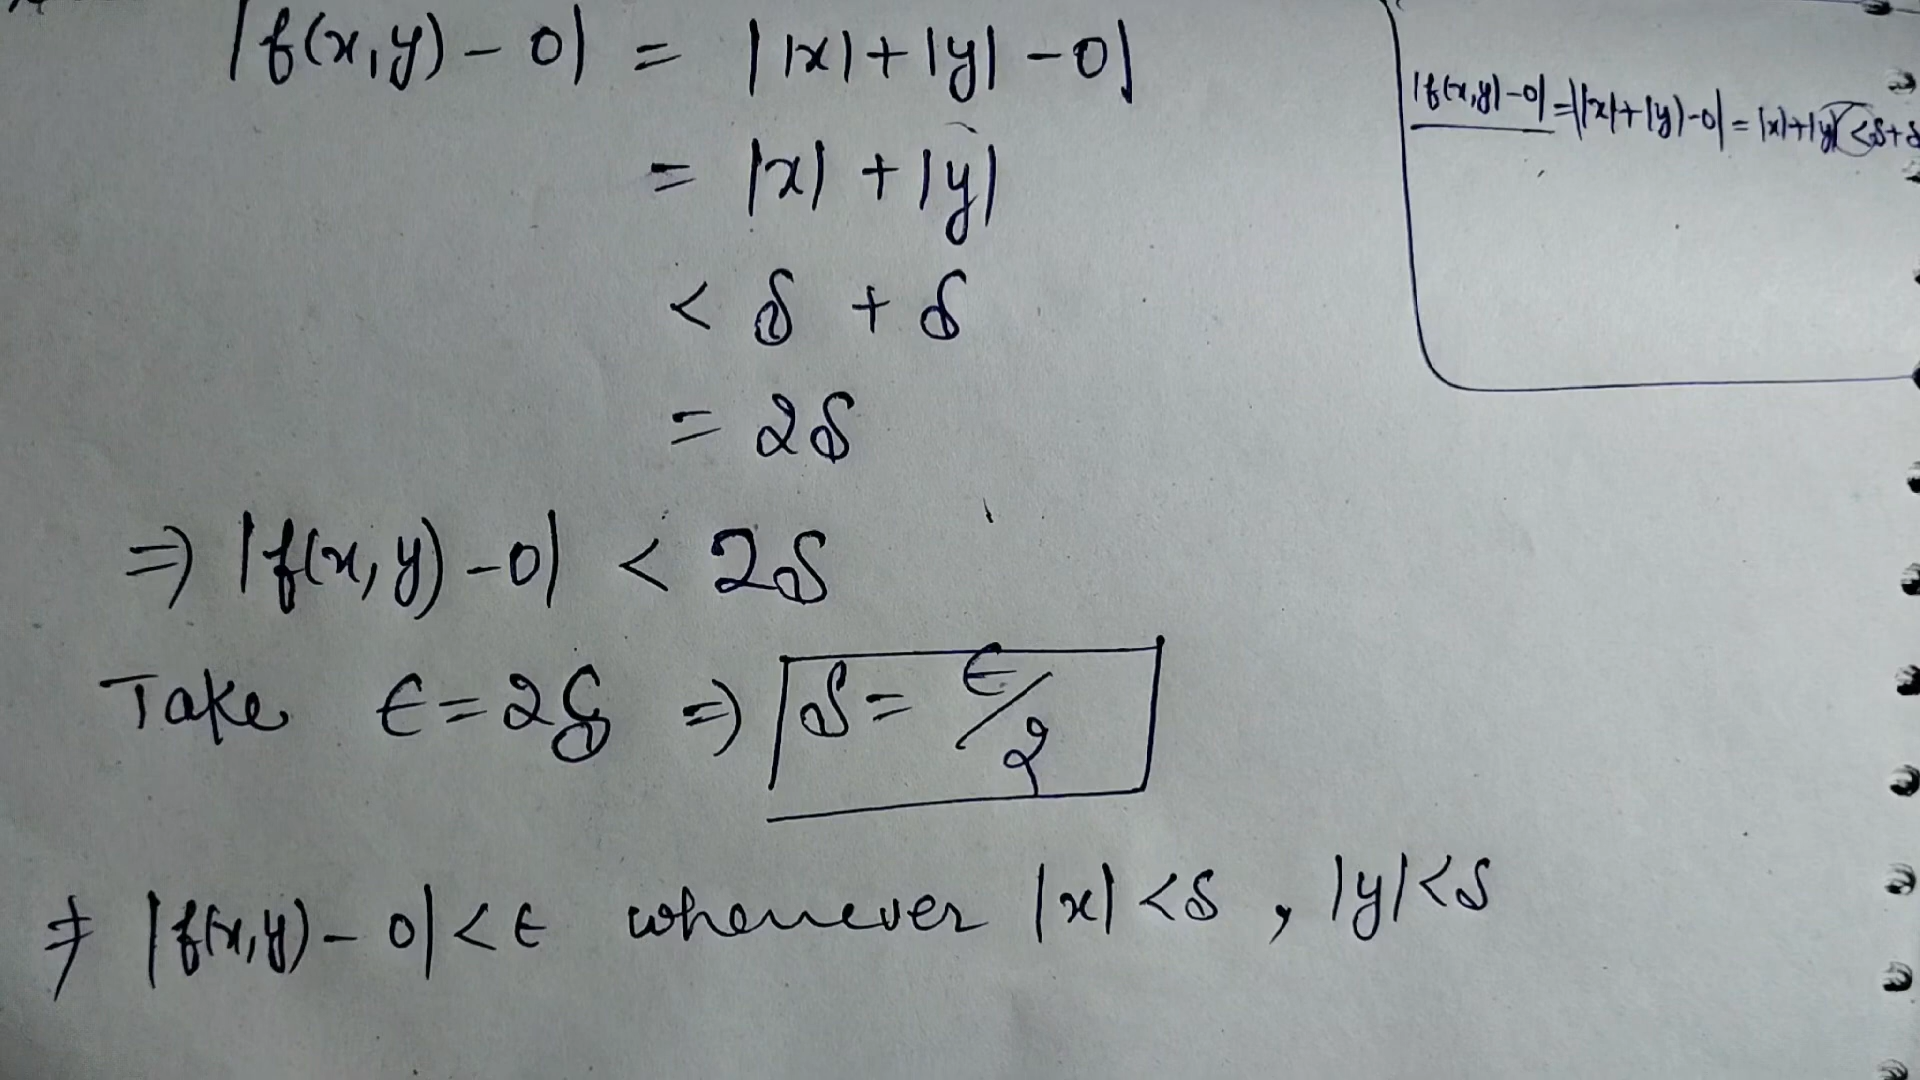 |f(x,y) - 0| = ||x| + |y| - 0|
= |x| + |y|
< δ + δ
= 2δ
⇒ |f(x,y) - 0| < 2δ
Take ϵ = 2δ ⇒ δ = ϵ/2
⇒ |f(x,y) - 0| < ϵ whenever |x| < δ , |y| < δ
|f(x,y) - 0| = ||x| + |y| - 0| = |x| + |y| < δ + δ